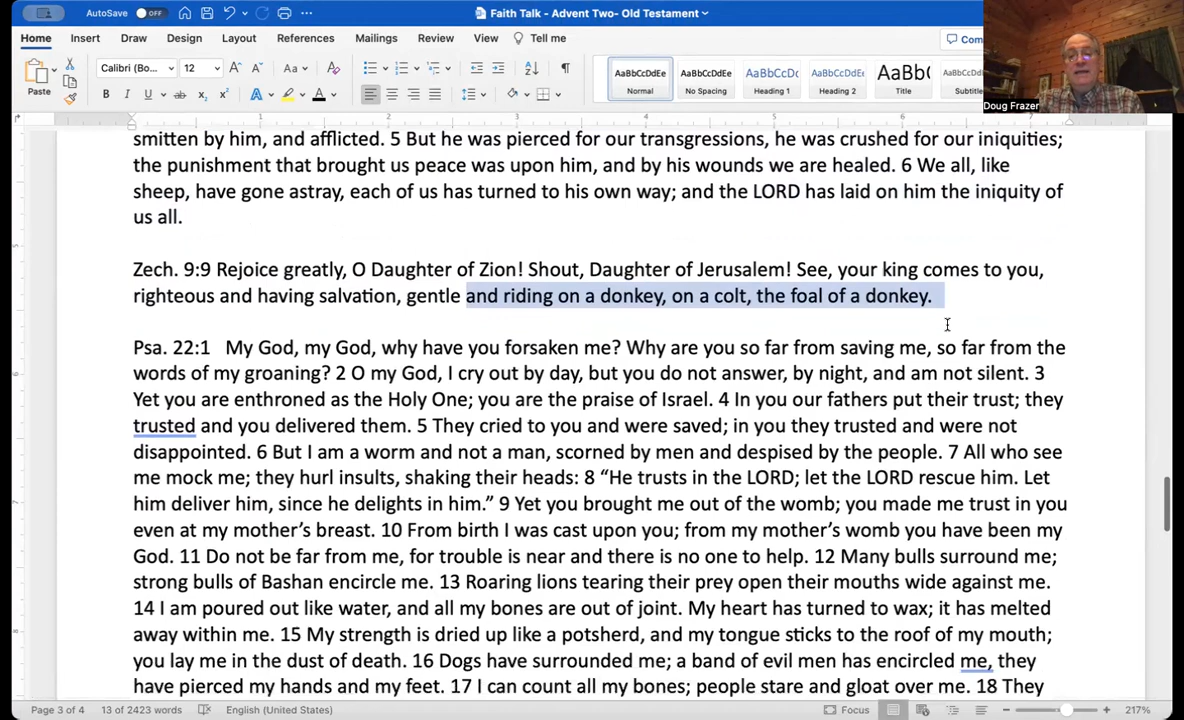 AutoSave OFF
Faith Talk - Advent Two- Old Testament
Home Insert Draw Design Layout References Mailings Review View Tell me
Paste
Calibri (Bo... 12
AaBbCcDdEe AaBbCcDdEe AaBbCcDc AaBbCcDdEe AaBb
Normal No Spacing Heading 1 Heading 2 Title Subtitle
Doug Frazer
1 2 3 4 5 6
smitten by him, and afflicted. 5 But he was pierced for our transgressions, he was crushed for our iniquities;
the punishment that brought us peace was upon him, and by his wounds we are healed. 6 We all, like
sheep, have gone astray, each of us has turned to his own way; and the LORD has laid on him the iniquity of
us all.
Zech. 9:9 Rejoice greatly, O Daughter of Zion! Shout, Daughter of Jerusalem! See, your king comes to you,
righteous and having salvation, gentle and riding on a donkey, on a colt, the foal of a donkey.
Psa. 22:1 My God, my God, why have you forsaken me? Why are you so far from saving me, so far from the
words of my groaning? 2 O my God, I cry out by day, but you do not answer, by night, and am not silent. 3
Yet you are enthroned as the Holy One; you are the praise of Israel. 4 In you our fathers put their trust; they
trusted and you delivered them. 5 They cried to you and were saved; in you they trusted and were not
disappointed. 6 But I am a worm and not a man, scorned by men and despised by the people. 7 All who see
me mock me; they hurl insults, shaking their heads: 8 “He trusts in the LORD; let the LORD rescue him. Let
him deliver him, since he delights in him.” 9 Yet you brought me out of the womb; you made me trust in you
even at my mother’s breast. 10 From birth I was cast upon you; from my mother’s womb you have been my
God. 11 Do not be far from me, for trouble is near and there is no one to help. 12 Many bulls surround me;
strong bulls of Bashan encircle me. 13 Roaring lions tearing their prey open their mouths wide against me.
14 I am poured out like water, and all my bones are out of joint. My heart has turned to wax; it has melted
away within me. 15 My strength is dried up like a potsherd, and my tongue sticks to the roof of my mouth;
you lay me in the dust of death. 16 Dogs have surrounded me; a band of evil men has encircled me, they
have pierced my hands and my feet. 17 I can count all my bones; people stare and gloat over me. 18 They
Page 3 of 4 13 of 2423 words English (United States) Focus 217%